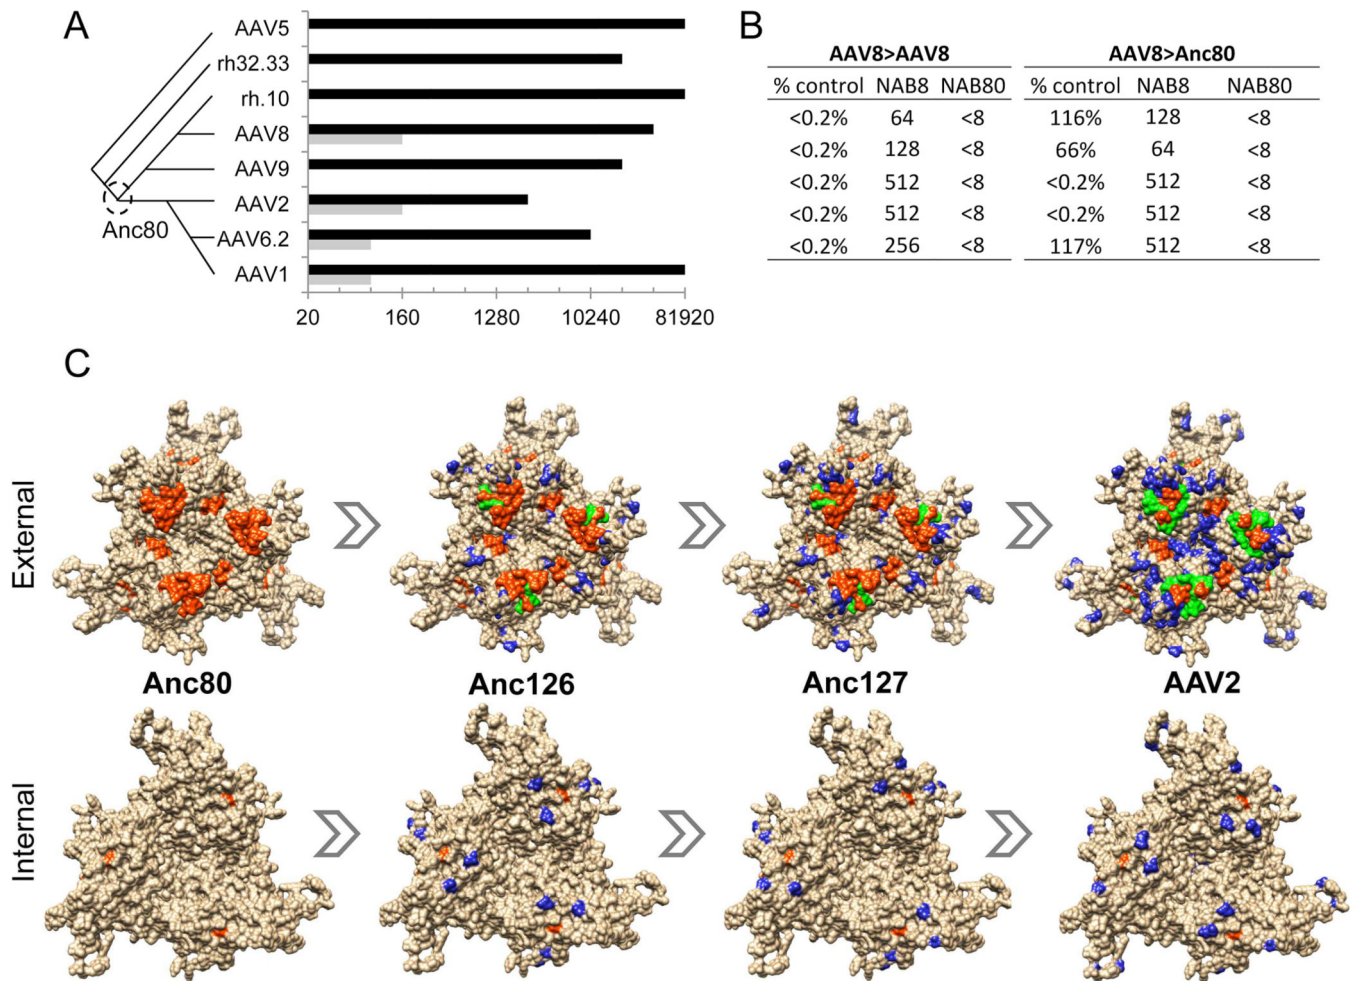 A
AAV5
rh32.33
rh.10
AAV8
AAV9
AAV2
AAV6.2
AAV1
Anc80
20 160 1280 10240 81920
B
AAV8>AAV8 AAV8>Anc80
% control NAB8 NAB80 % control NAB8 NAB80
<0.2% 64 <8 116% 128 <8
<0.2% 128 <8 66% 64 <8
<0.2% 512 <8 <0.2% 512 <8
<0.2% 512 <8 <0.2% 512 <8
<0.2% 256 <8 117% 512 <8
C
External
Anc80 Anc126 Anc127 AAV2
Internal